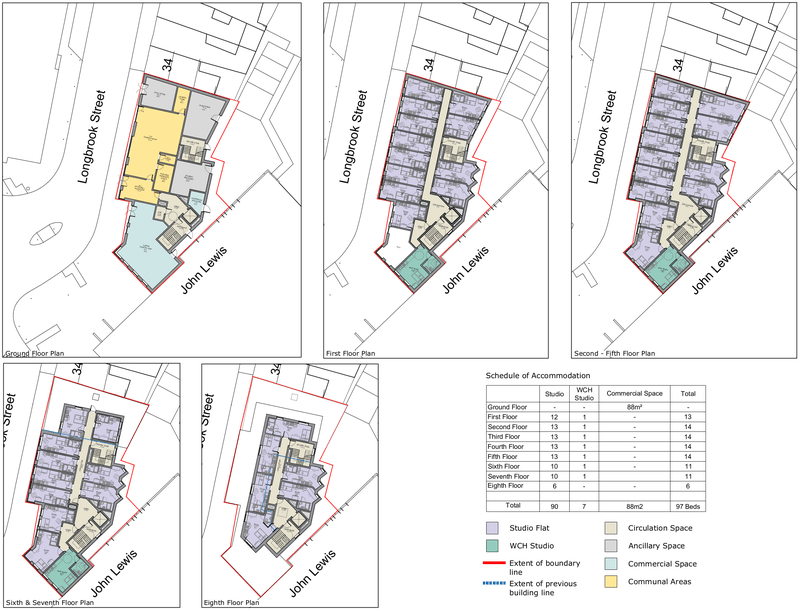 34
Longbrook Street
John Lewis
Ground Floor Plan
34
Longbrook Street
John Lewis
First Floor Plan
34
Longbrook Street
John Lewis
Second - Fifth Floor Plan
34
ook Street
John Lewis
Sixth & Seventh Floor Plan
34
ook Street
John Lewis
Eighth Floor Plan
Schedule of Accommodation
Studio WCH Studio Commercial Space Total
Ground Floor - - 88m² -
First Floor 12 1 - 13
Second Floor 13 1 - 14
Third Floor 13 1 - 14
Fourth Floor 13 1 - 14
Fifth Floor 13 1 - 14
Sixth Floor 10 1 - 11
Seventh Floor 10 1 11
Eighth Floor 6 - - 6
Total 90 7 88m2 97 Beds
Studio Flat
WCH Studio
Extent of boundary
line
Extent of previous
building line
Circulation Space
Ancillary Space
Commercial Space
Communal Areas